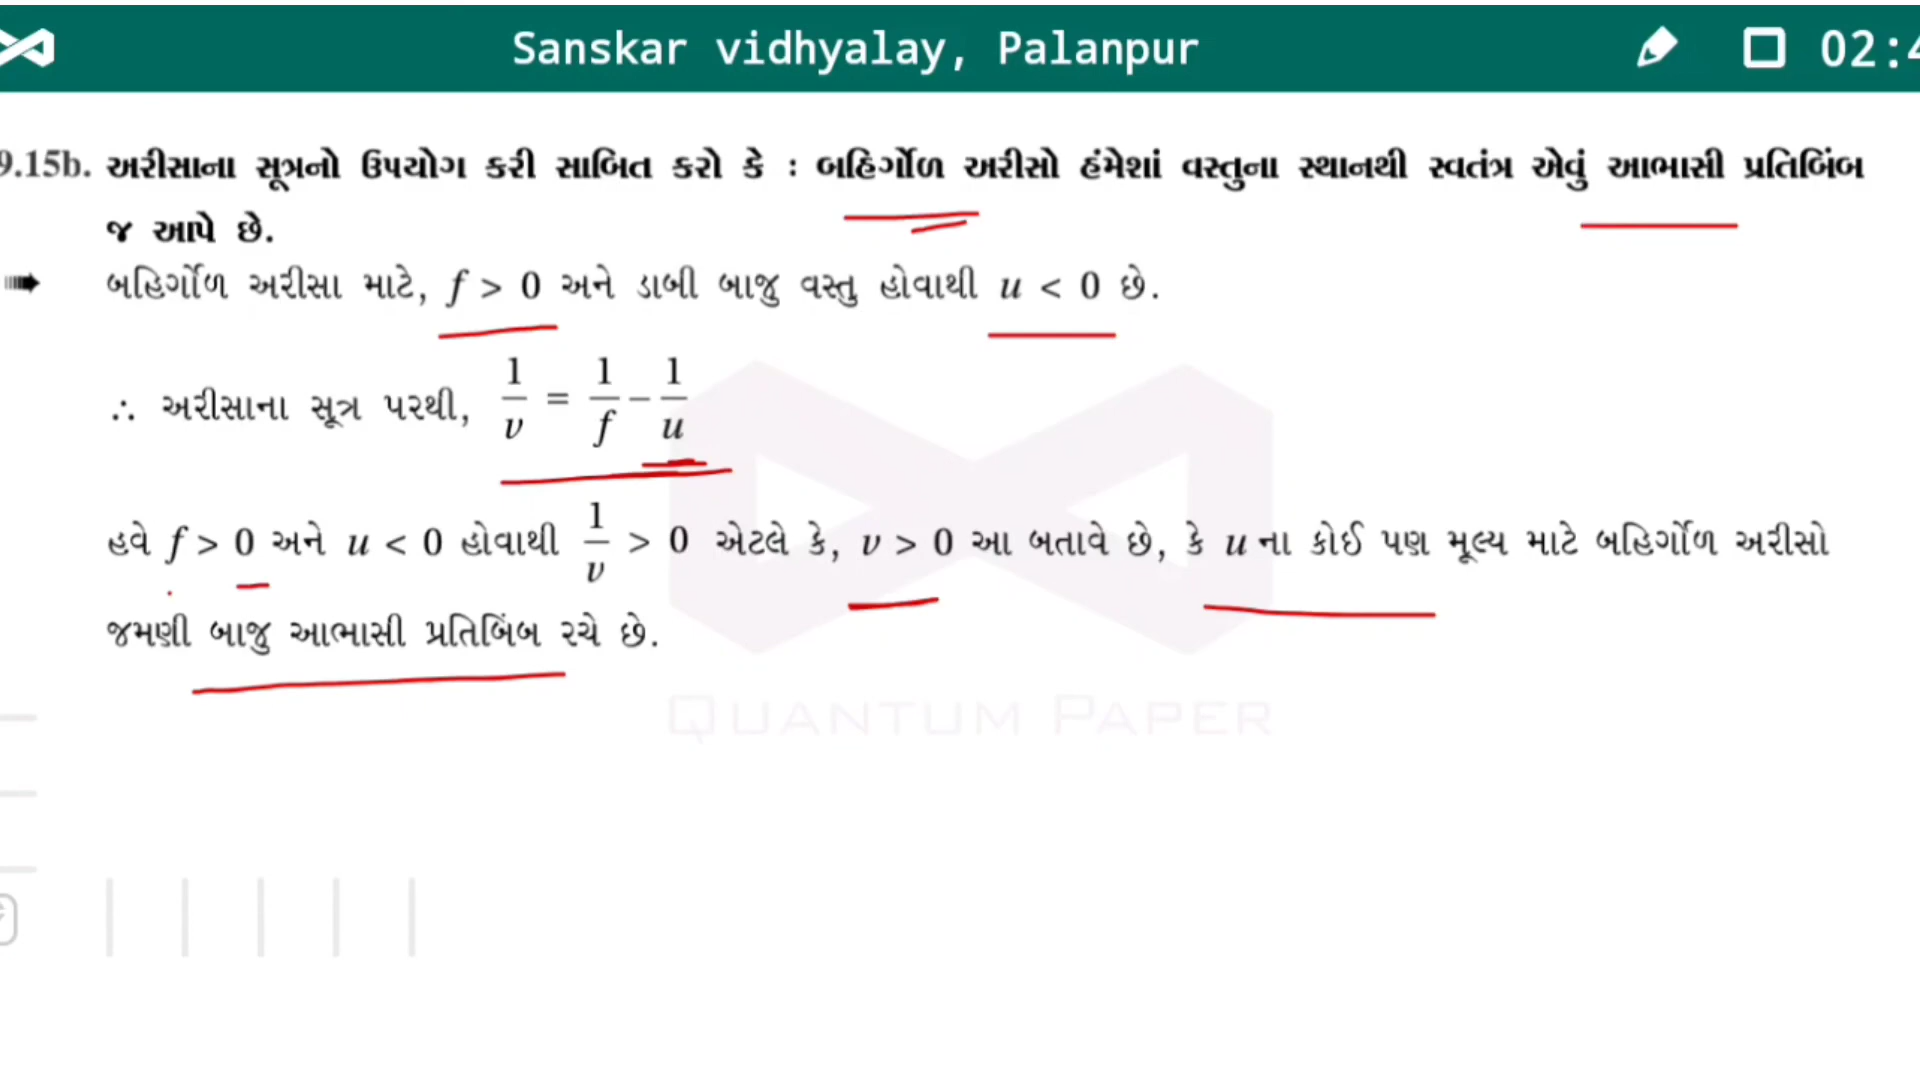 Sanskar vidhyalay, Palanpur
02:4
9.15b. અરીસાના સૂત્રનો ઉપયોગ કરી સાબિત કરો કે : બહિર્ગોળ અરીસો હંમેશાં વસ્તુના સ્થાનથી સ્વતંત્ર એવું આભાસી પ્રતિબિંબ
જ આપે છે.
➠ બહિર્ગોળ અરીસા માટે, f > 0 અને ડાબી બાજુ વસ્તુ હોવાથી u < 0 છે.
∴ અરીસાના સૂત્ર પરથી, 1/v = 1/f − 1/u
હવે f > 0 અને u < 0 હોવાથી 1/v > 0 એટલે કે, v > 0 આ બતાવે છે, કે u ના કોઈ પણ મૂલ્ય માટે બહિર્ગોળ અરીસો
જમણી બાજુ આભાસી પ્રતિબિંબ રચે છે.
QUANTUM PAPER